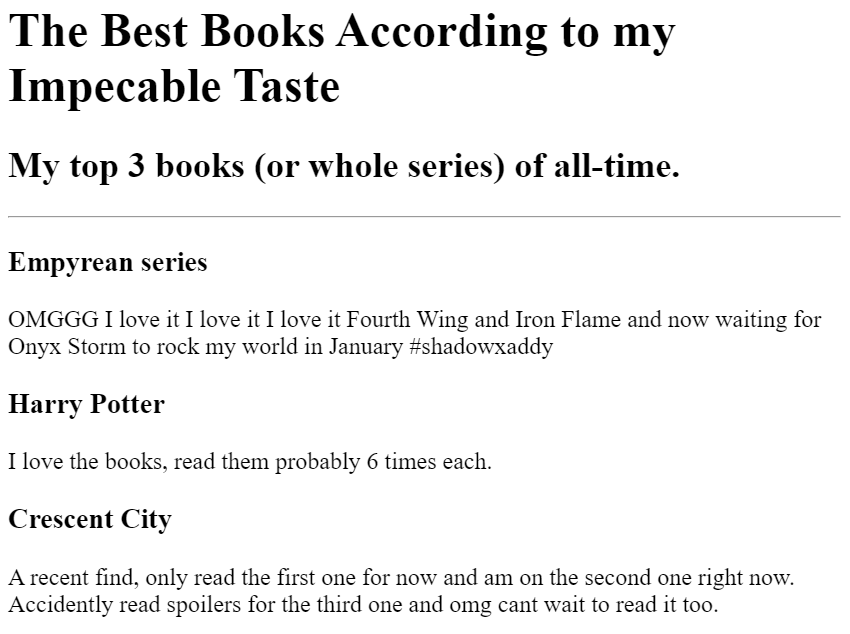 The Best Books According to my
Impecable Taste
My top 3 books (or whole series) of all-time.
Empyrean series
OMGGG I love it I love it I love it Fourth Wing and Iron Flame and now waiting for
Onyx Storm to rock my world in January #shadowxaddy
Harry Potter
I love the books, read them probably 6 times each.
Crescent City
A recent find, only read the first one for now and am on the second one right now.
Accidently read spoilers for the third one and omg cant wait to read it too.